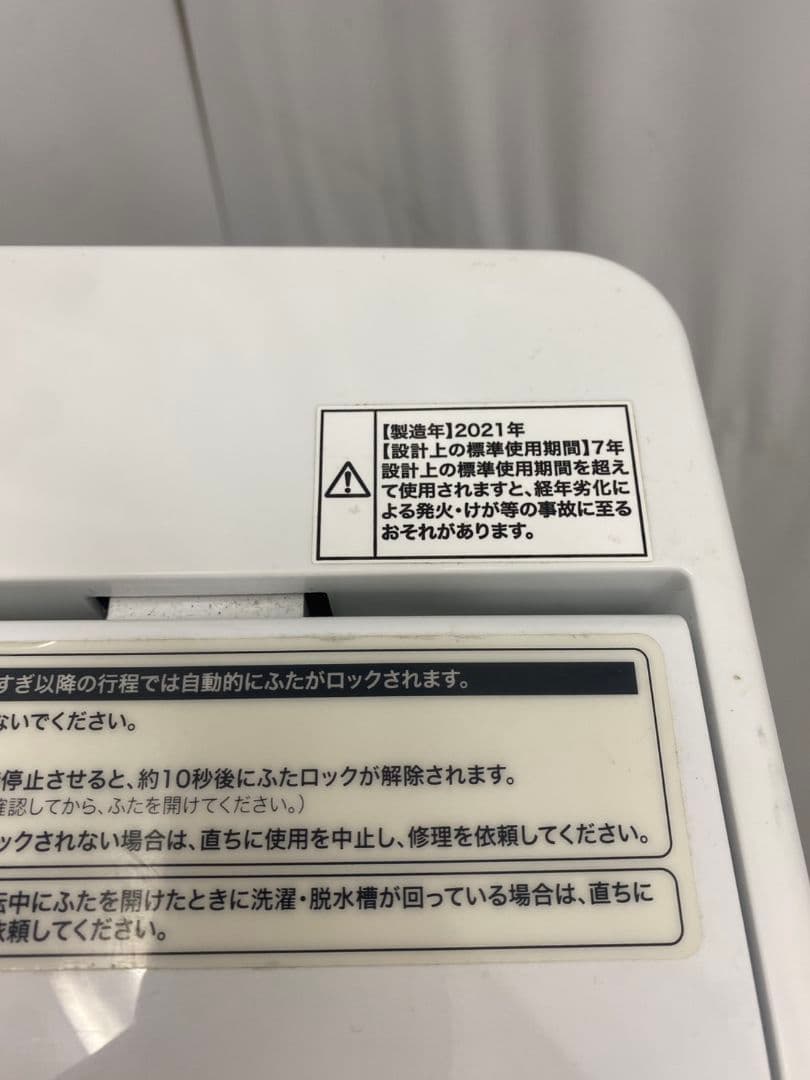 【製造年】2021年
【設計上の標準使用期間】7年
設計上の標準使用期間を超え
て使用されますと、経年劣化に
よる発火・けが等の事故に至る
おそれがあります。
すぎ以降の行程では自動的にふたがロックされます。
ないでください。
停止させると、約10秒後にふたロックが解除されます。
確認してから、ふたを開けてください。）
ックされない場合は、直ちに使用を中止し、修理を依頼してください。
転中にふたを開けたときに洗濯・脱水槽が回っている場合は、直ちに
依頼してください。